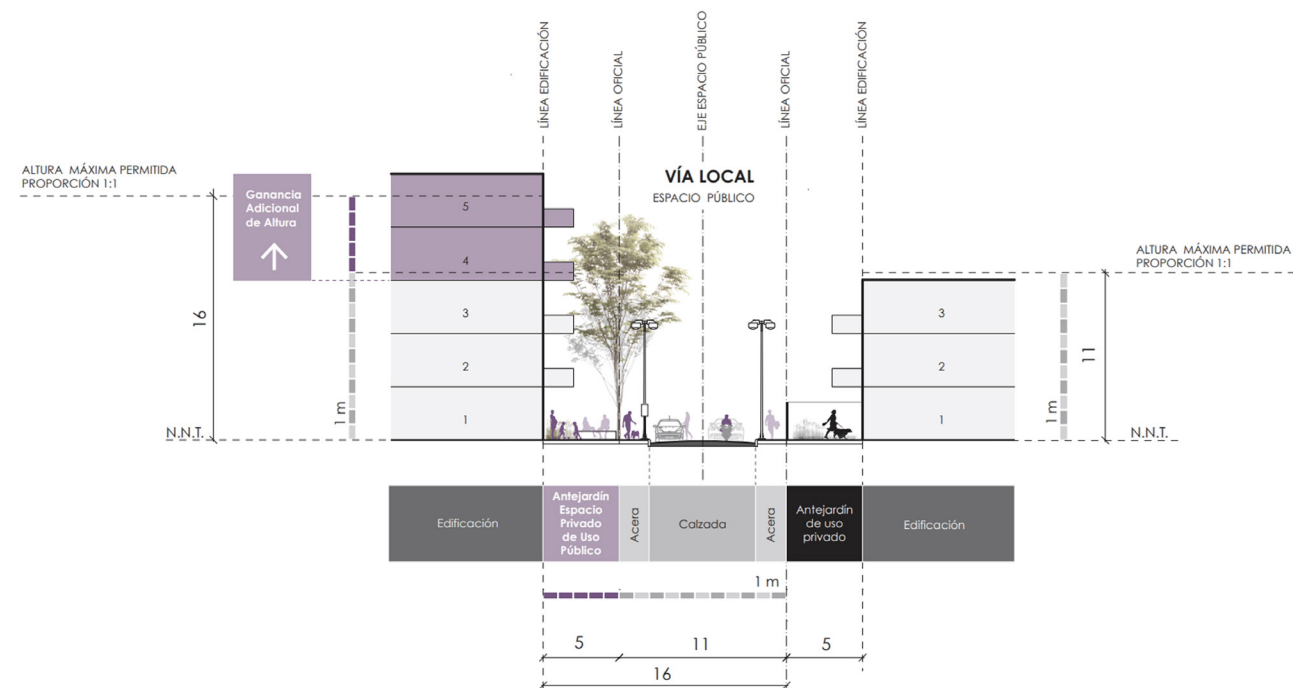 LÍNEA EDIFICACIÓN
LÍNEA OFICIAL
EJE ESPACIO PÚBLICO
LÍNEA OFICIAL
LÍNEA EDIFICACIÓN
ALTURA MÁXIMA PERMITIDA
PROPORCIÓN 1:1
Ganancia
Adicional
de Altura
VÍA LOCAL
ESPACIO PÚBLICO
ALTURA MÁXIMA PERMITIDA
PROPORCIÓN 1:1
16
1 m
5
4
3
2
1
3
2
1
11
1 m
N.N.T.
N.N.T.
Edificación
Antejardín
Espacio
Privado
de Uso
Público
Acera
Calzada
Acera
Antejardín
de uso
privado
Edificación
1 m
5
11
5
16